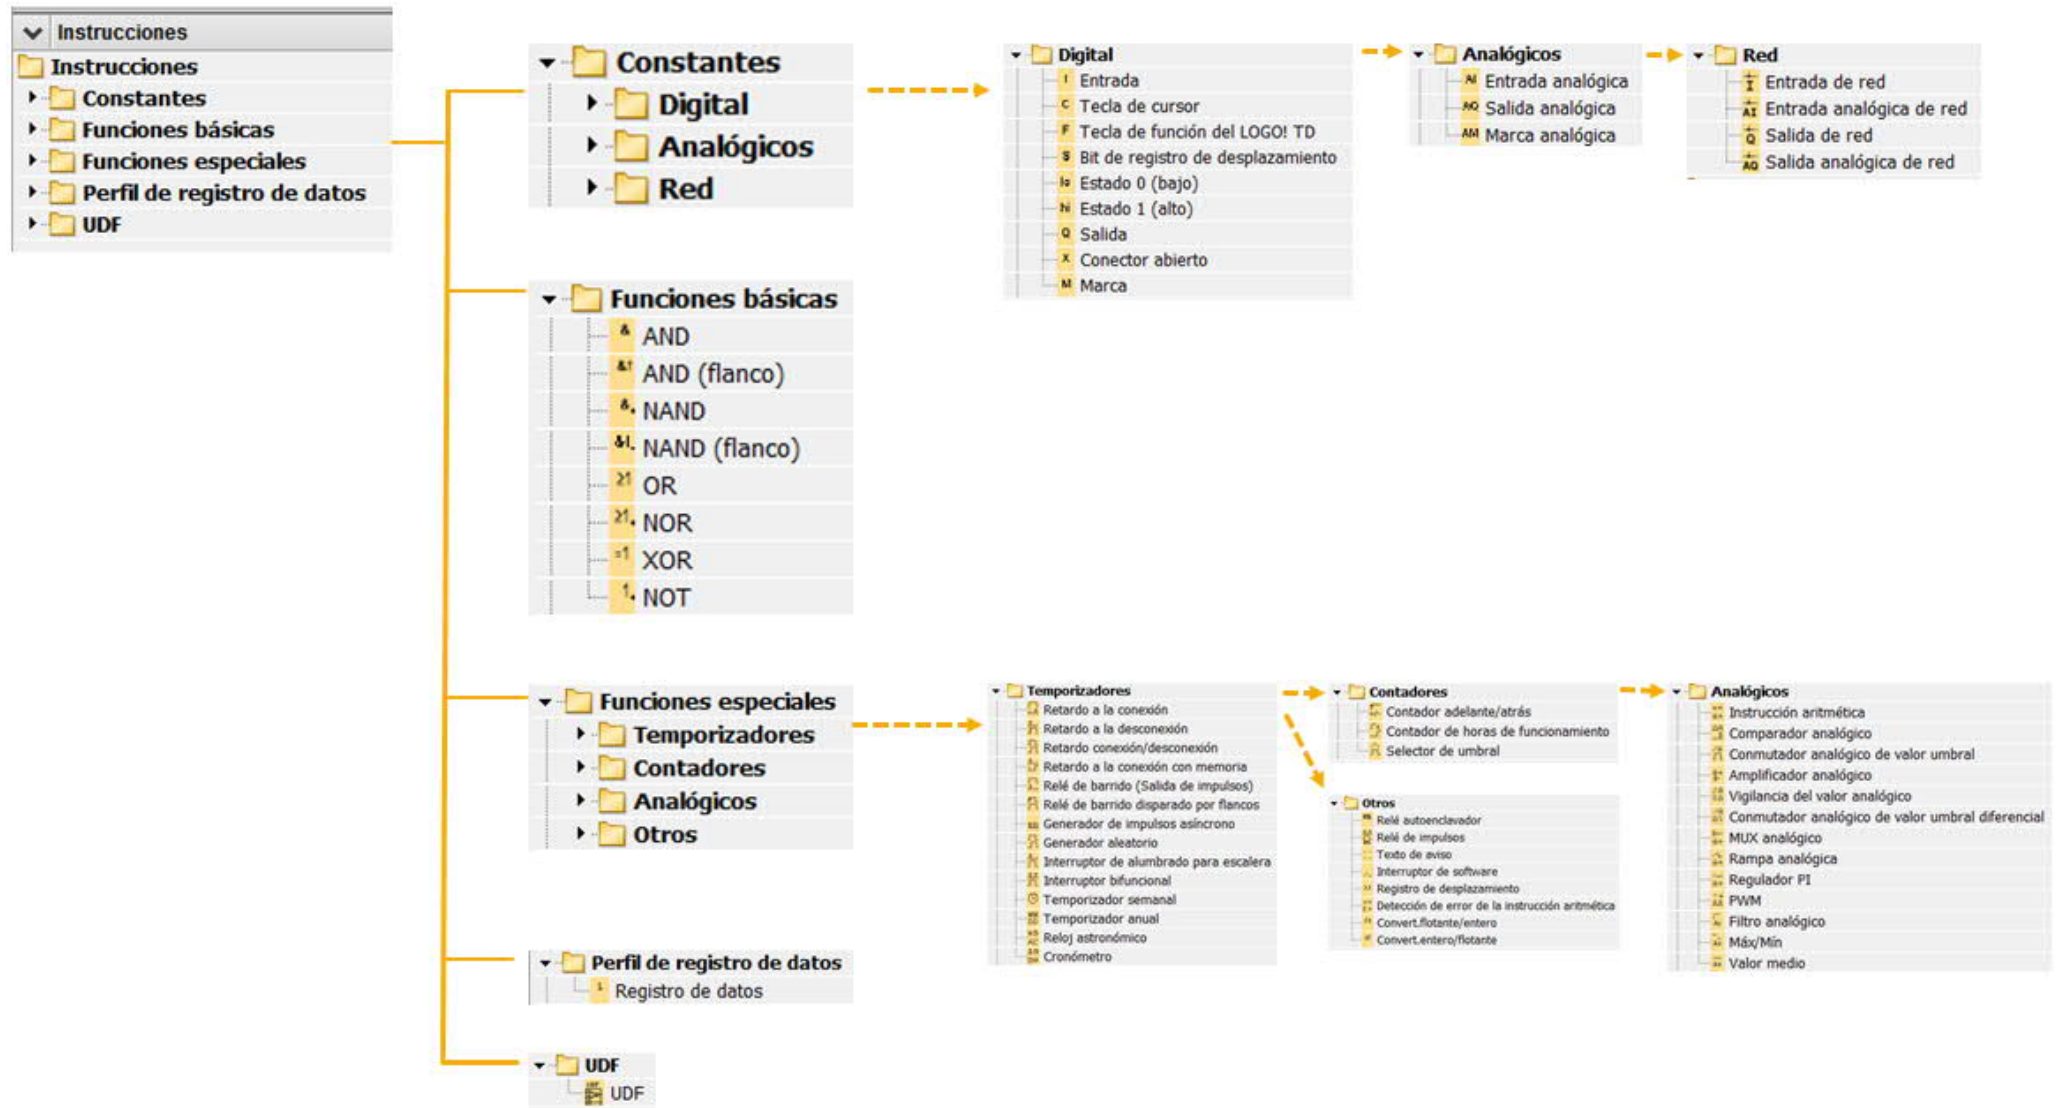 Instrucciones
Instrucciones
Constantes
Funciones básicas
Funciones especiales
Perfil de registro de datos
UDF
Constantes
Digital
Analógicos
Red
Digital
I Entrada
C Tecla de cursor
F Tecla de función del LOGO! TD
S Bit de registro de desplazamiento
lo Estado 0 (bajo)
hi Estado 1 (alto)
Q Salida
X Conector abierto
M Marca
Analógicos
AI Entrada analógica
AQ Salida analógica
AM Marca analógica
Red
I Entrada de red
AI Entrada analógica de red
Q Salida de red
AQ Salida analógica de red
Funciones básicas
& AND
&↑ AND (flanco)
& NAND
&↓ NAND (flanco)
≥1 OR
≥1 NOR
=1 XOR
1 NOT
Funciones especiales
Temporizadores
Contadores
Analógicos
Otros
Temporizadores
Retardo a la conexión
Retardo a la desconexión
Retardo conexión/desconexión
Retardo a la conexión con memoria
Relé de barrido (Salida de impulsos)
Relé de barrido disparado por flancos
Generador de impulsos asíncrono
Generador aleatorio
Interruptor de alumbrado para escalera
Interruptor bifuncional
Temporizador semanal
Temporizador anual
Reloj astronómico
Cronómetro
Contadores
Contador adelante/atrás
Contador de horas de funcionamiento
Selector de umbral
Otros
Relé autoenclavador
Relé de impulsos
Texto de aviso
Interruptor de software
Registro de desplazamiento
Detección de error de la instrucción aritmética
Convert.flotante/entero
Convert.entero/flotante
Analógicos
Instrucción aritmética
Comparador analógico
Conmutador analógico de valor umbral
Amplificador analógico
Vigilancia del valor analógico
Conmutador analógico de valor umbral diferencial
MUX analógico
Rampa analógica
Regulador PI
PWM
Filtro analógico
Máx/Mín
Valor medio
Perfil de registro de datos
Registro de datos
UDF
UDF